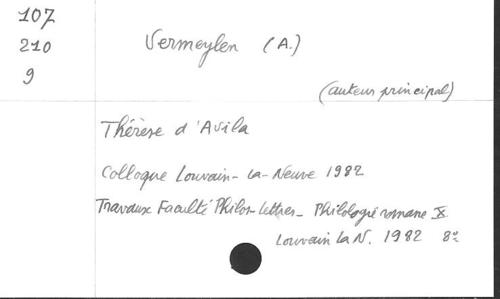 107
210
9
Vermeylen (A.)
(auteur principal)
Thérèse d'Avila
Colloque Louvain-la-Neuve 1982
Travaux Faculté Philos-Lettres - Philologie romane X
Louvain la N. 1982 8º